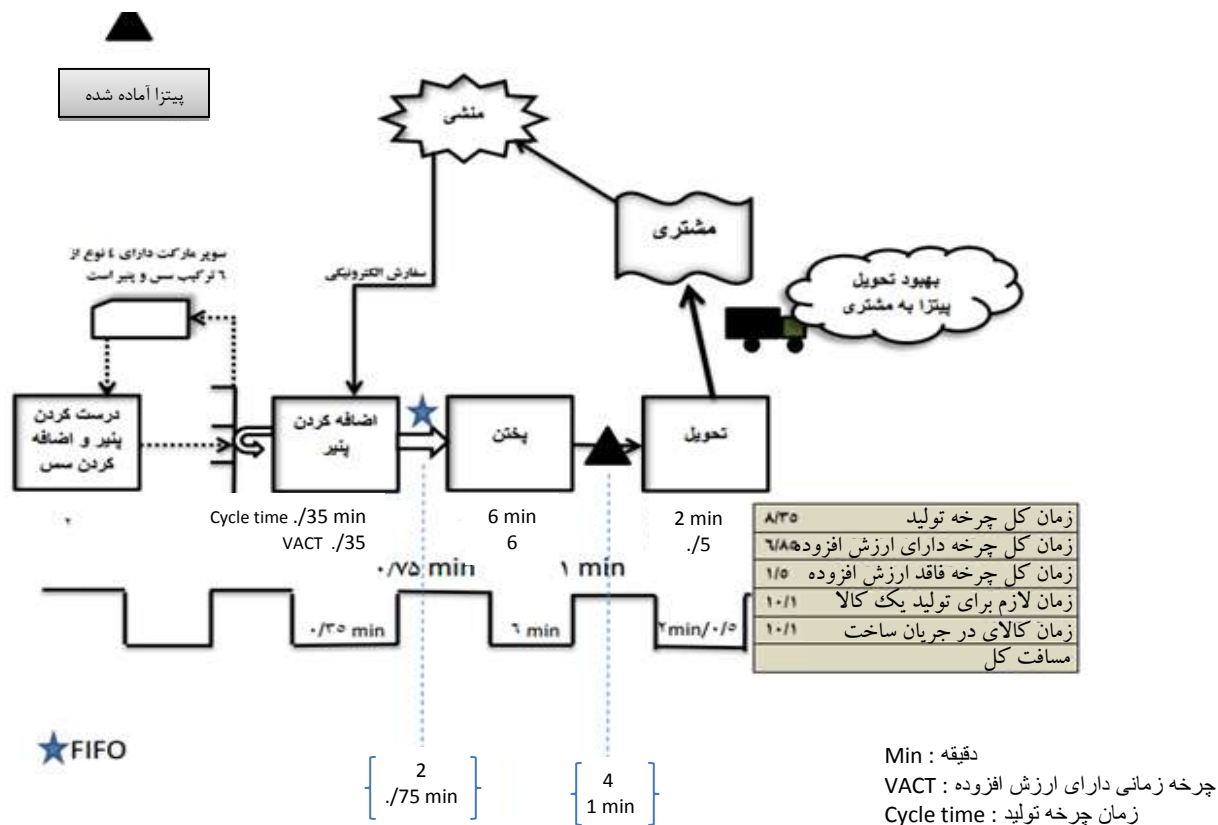 پیتزا آماده شده
منشی
مشتری
سوپر مارکت دارای ٤ نوع از
٦ ترکیب سس و پنیر است
سفارش الکترونیکی
بهبود تحویل
پیتزا به مشتری
درست کردن
پنیر و اضافه
کردن سس
اضافه کردن
پنیر
پختن
تحویل
Cycle time ./35 min
VACT ./35
6 min
6
2 min
./5
۰/۷۵ min
۱ min
۰/۳۵ min
٦ min
۲min/۰/۵
زمان کل چرخه تولید ۸/۳۵
زمان کل چرخه دارای ارزش افزوده ٦/۸۵
زمان کل چرخه فاقد ارزش افزوده ۱/۵
زمان لازم برای تولید یک کالا ۱۰/۱
زمان کالای در جریان ساخت ۱۰/۱
مسافت کل
FIFO
2
./75 min
4
1 min
Min : دقیقه
VACT : چرخه زمانی دارای ارزش افزوده
Cycle time : زمان چرخه تولید